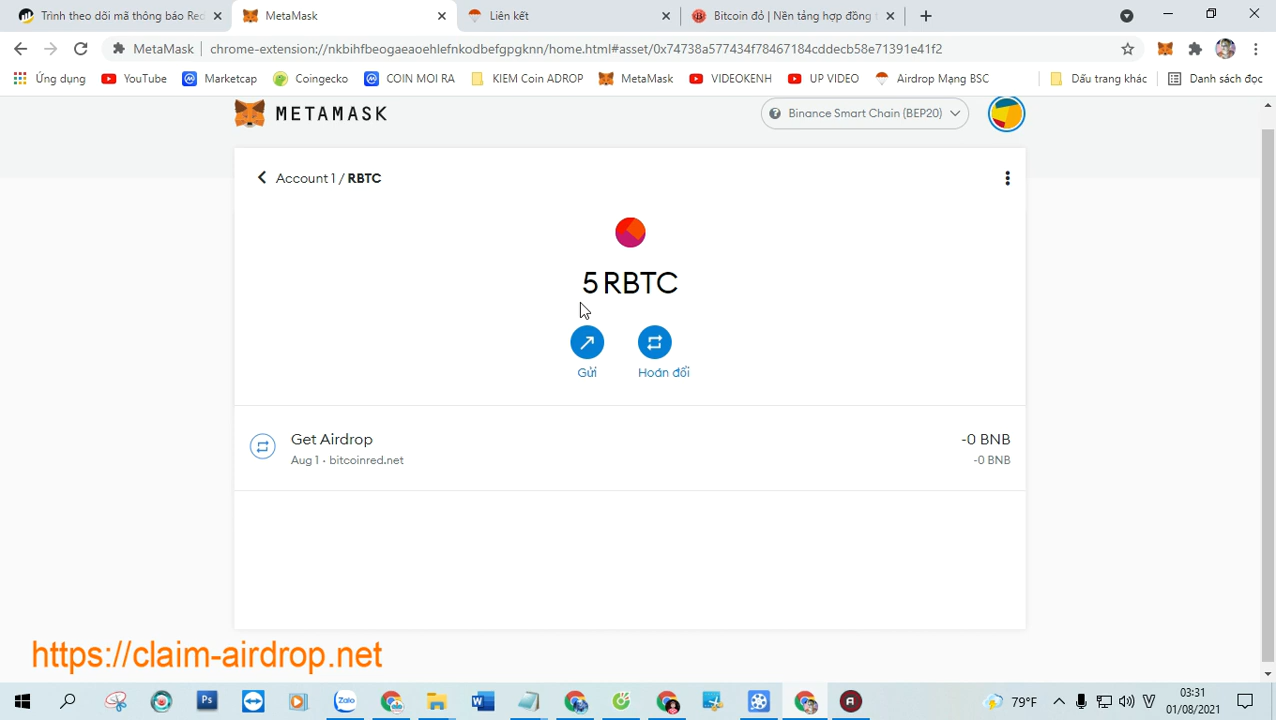 Trình theo dõi mã thông báo Red
MetaMask
Liên kết
Bitcoin đỏ | Nền tảng hợp đồng
MetaMask
chrome-extension://nkbihfbeogaeaoehlefnkodbefgpgknn/home.html#asset/0x74738a577434f78467184cddecb58e71391e41f2
Ứng dụng
YouTube
Marketcap
Coingecko
COIN MOI RA
KIEM Coin ADROP
MetaMask
VIDEOKENH
UP VIDEO
Airdrop Mạng BSC
Dấu trang khác
Danh sách đọc
METAMASK
Binance Smart Chain (BEP20)
Account 1 / RBTC
5 RBTC
Gửi
Hoán đổi
Get Airdrop
-0 BNB
Aug 1 · bitcoinred.net
-0 BNB
https://claim-airdrop.net
Ps
Zalo
79°F
03:31
01/08/2021